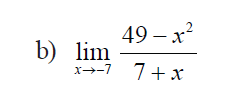 b) lim x→-7 (49 – x²) / (7 + x)